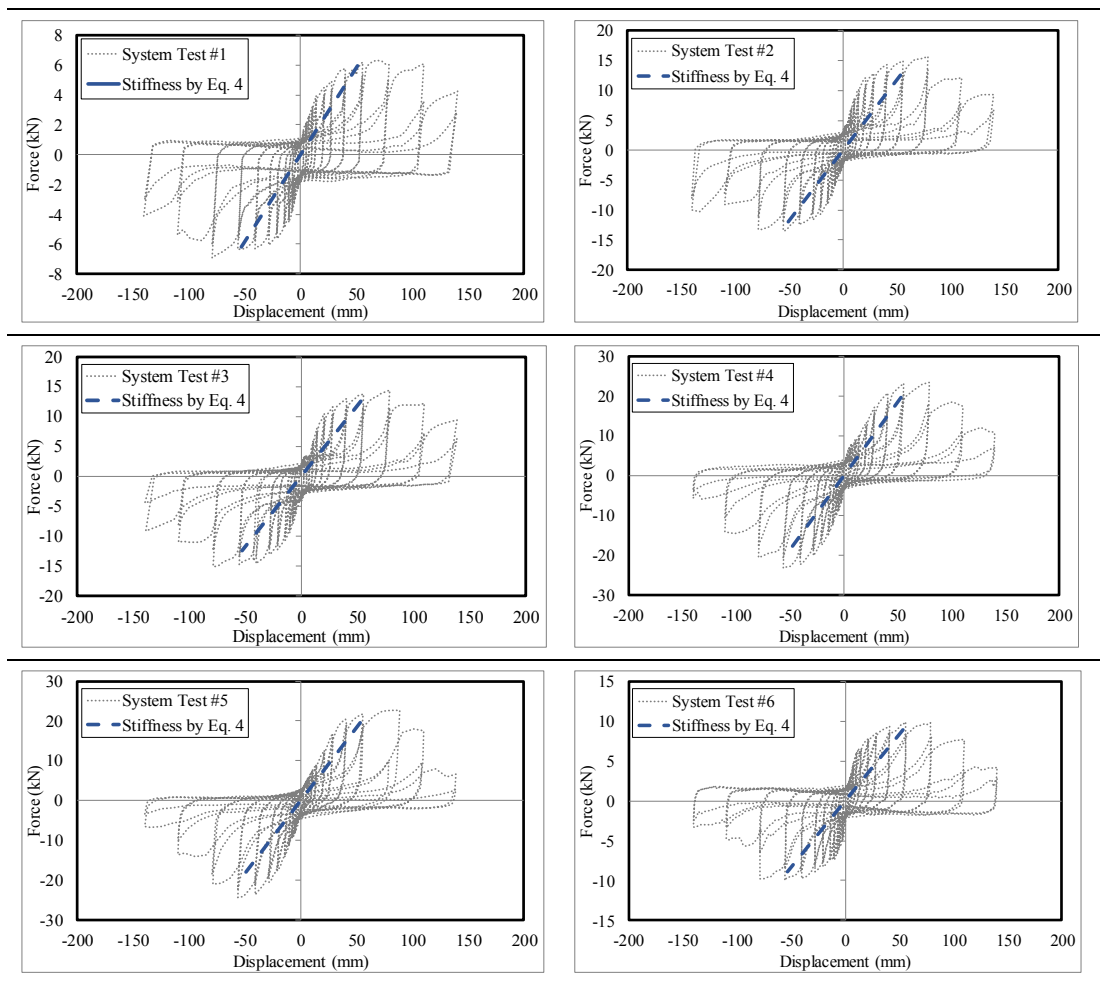 System Test #1
Stiffness by Eq. 4
Force (kN)
8
6
4
2
0
-2
-4
-6
-8
-200 -150 -100 -50 0 50 100 150 200
Displacement (mm)
System Test #2
Stiffness by Eq. 4
Force (kN)
20
15
10
5
0
-5
-10
-15
-20
-200 -150 -100 -50 0 50 100 150 200
Displacement (mm)
System Test #3
Stiffness by Eq. 4
Force (kN)
20
15
10
5
0
-5
-10
-15
-20
-200 -150 -100 -50 0 50 100 150 200
Displacement (mm)
System Test #4
Stiffness by Eq. 4
Force (kN)
30
20
10
0
-10
-20
-30
-200 -150 -100 -50 0 50 100 150 200
Displacement (mm)
System Test #5
Stiffness by Eq. 4
Force (kN)
30
20
10
0
-10
-20
-30
-200 -150 -100 -50 0 50 100 150 200
Displacement (mm)
System Test #6
Stiffness by Eq. 4
Force (kN)
15
10
5
0
-5
-10
-15
-200 -150 -100 -50 0 50 100 150 200
Displacement (mm)